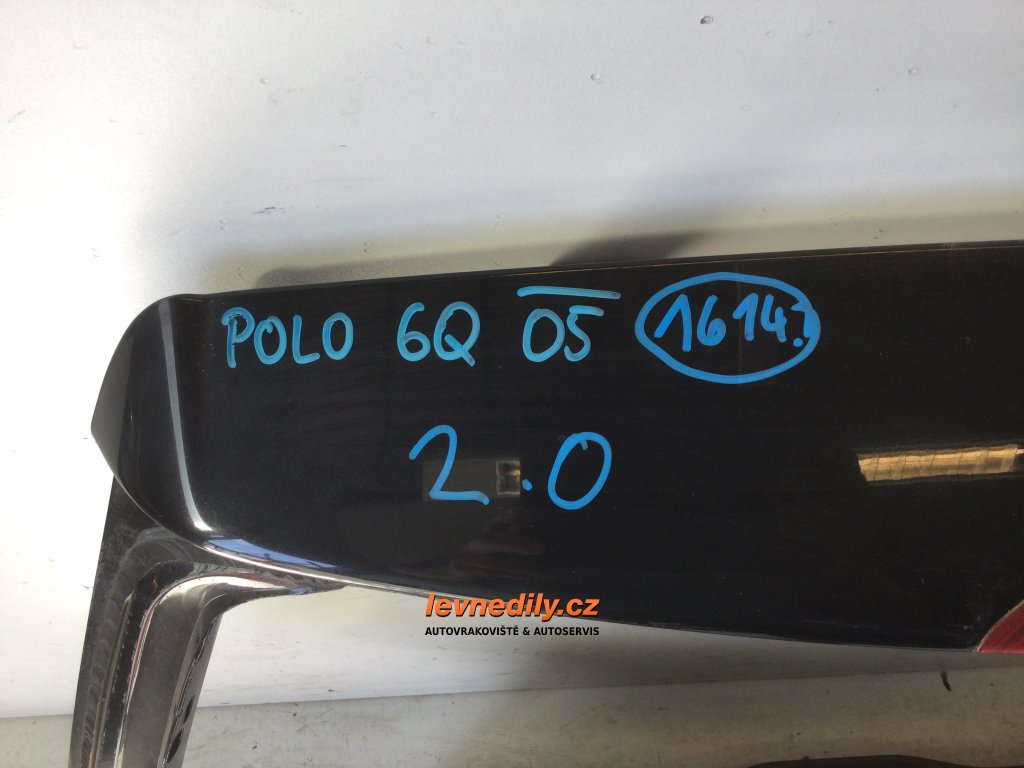 POLO 6Q 05 1614?
2.0
levnedily.cz
AUTOVRAKOVIŠTĚ & AUTOSERVIS